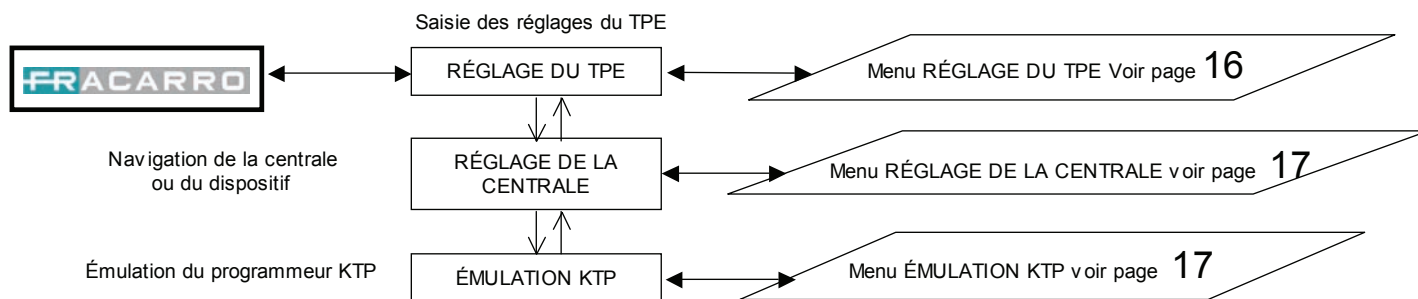 Saisie des réglages du TPE
FRACARRO
RÉGLAGE DU TPE
Menu RÉGLAGE DU TPE Voir page 16
Navigation de la centrale
ou du dispositif
RÉGLAGE DE LA
CENTRALE
Menu RÉGLAGE DE LA CENTRALE voir page 17
Émulation du programmeur KTP
ÉMULATION KTP
Menu ÉMULATION KTP voir page 17